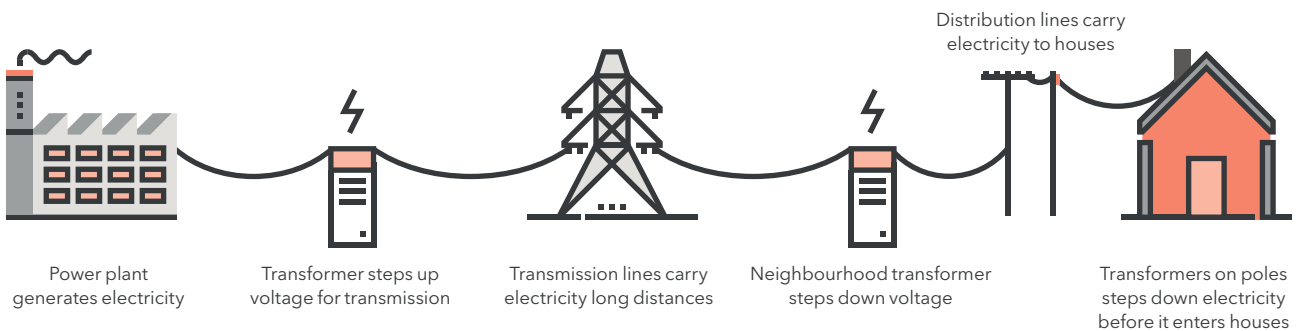 Distribution lines carry
electricity to houses
Power plant
generates electricity
Transformer steps up
voltage for transmission
Transmission lines carry
electricity long distances
Neighbourhood transformer
steps down voltage
Transformers on poles
steps down electricity
before it enters houses